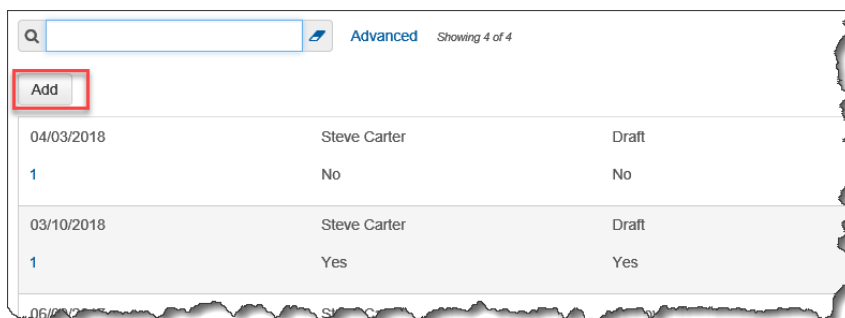 Advanced Showing 4 of 4
Add
04/03/2018 Steve Carter Draft
1 No No
03/10/2018 Steve Carter Draft
1 Yes Yes